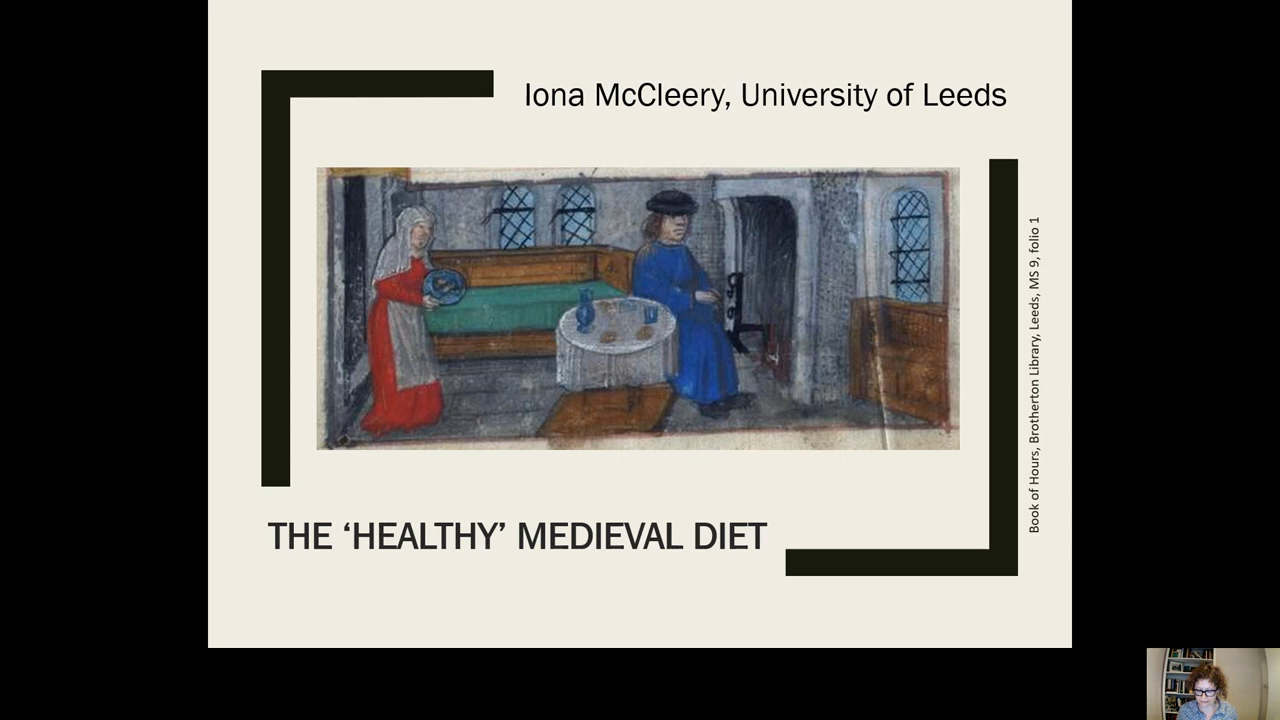 Iona McCleery, University of Leeds
Book of Hours, Brotherton Library, Leeds, MS 9, folio 1
THE ‘HEALTHY’ MEDIEVAL DIET